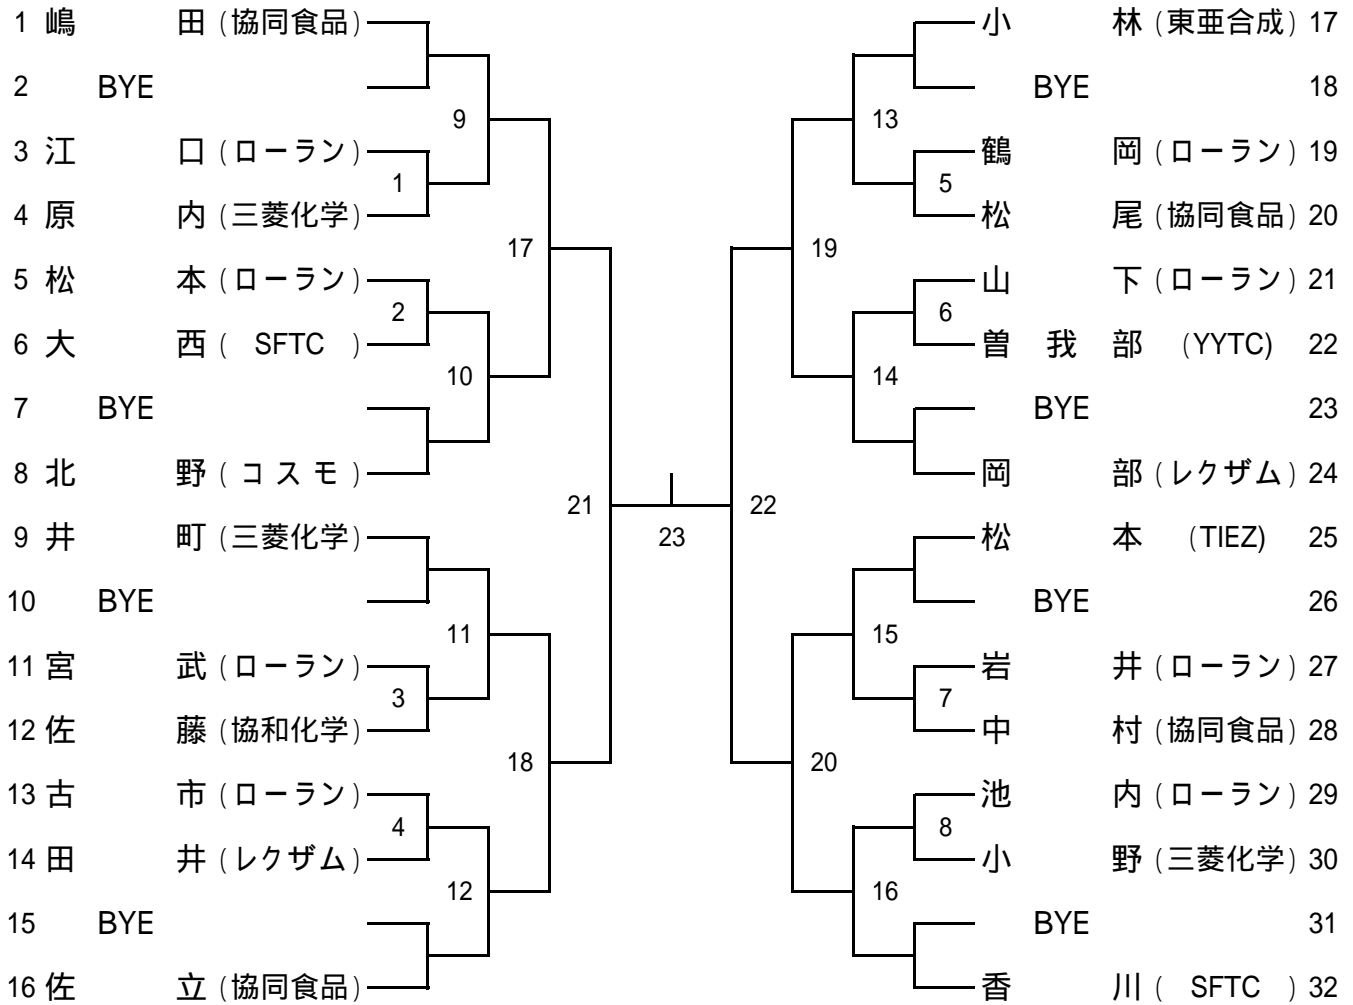 1 嶋 田 (協同食品)
2 BYE
9
3 江 口 (ローラン)
1
4 原 内 (三菱化学)
17
5 松 本 (ローラン)
2
6 大 西 ( SFTC )
10
7 BYE
8 北 野 (コスモ)
21
9 井 町 (三菱化学)
10 BYE
11
11 宮 武 (ローラン)
3
12 佐 藤 (協和化学)
18
13 古 市 (ローラン)
4
14 田 井 (レクザム)
12
15 BYE
16 佐 立 (協同食品)
23
小 林 (東亜合成) 17
BYE 18
13
鶴 岡 (ローラン) 19
5
松 尾 (協同食品) 20
19
山 下 (ローラン) 21
6
曽 我 部 (YYTC) 22
14
BYE 23
岡 部 (レクザム) 24
22
松 本 (TIEZ) 25
BYE 26
15
岩 井 (ローラン) 27
7
中 村 (協同食品) 28
20
池 内 (ローラン) 29
8
小 野 (三菱化学) 30
16
BYE 31
香 川 ( SFTC ) 32